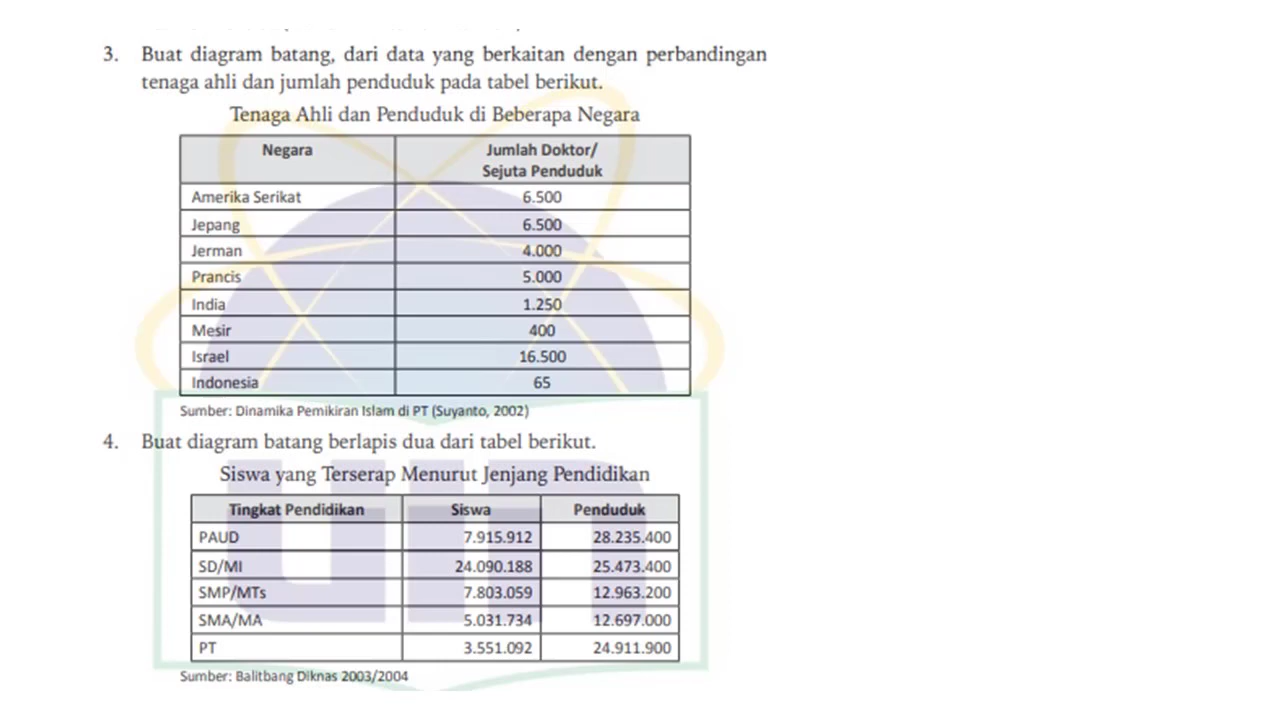 3. Buat diagram batang, dari data yang berkaitan dengan perbandingan
tenaga ahli dan jumlah penduduk pada tabel berikut.
Tenaga Ahli dan Penduduk di Beberapa Negara
Negara Jumlah Doktor/
Sejuta Penduduk
Amerika Serikat 6.500
Jepang 6.500
Jerman 4.000
Prancis 5.000
India 1.250
Mesir 400
Israel 16.500
Indonesia 65
Sumber: Dinamika Pemikiran Islam di PT (Suyanto, 2002)
4. Buat diagram batang berlapis dua dari tabel berikut.
Siswa yang Terserap Menurut Jenjang Pendidikan
Tingkat Pendidikan Siswa Penduduk
PAUD 7.915.912 28.235.400
SD/MI 24.090.188 25.473.400
SMP/MTs 7.803.059 12.963.200
SMA/MA 5.031.734 12.697.000
PT 3.551.092 24.911.900
Sumber: Balitbang Diknas 2003/2004
uin